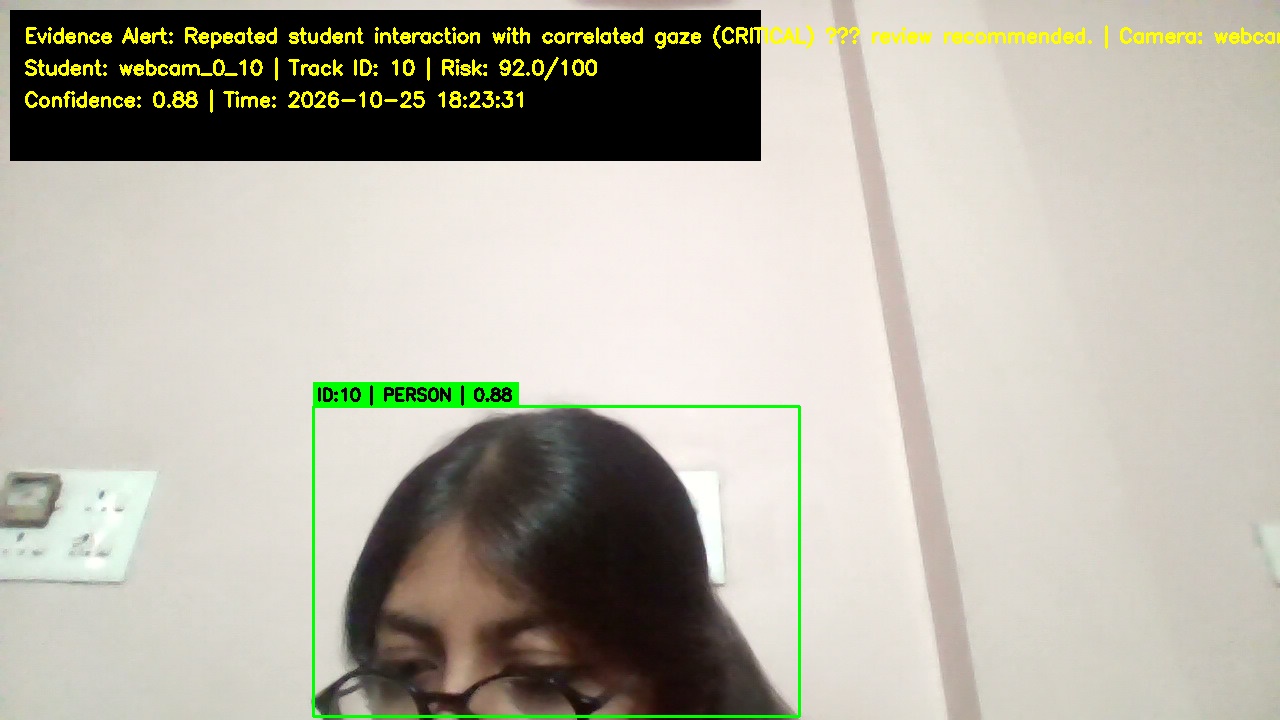 Evidence Alert: Repeated student interaction with correlated gaze (CRITICAL) ??? review recommended. | Camera: webcam
Student: webcam_0_10 | Track ID: 10 | Risk: 92.0/100
Confidence: 0.88 | Time: 2026-10-25 18:23:31
ID:10 | PERSON | 0.88